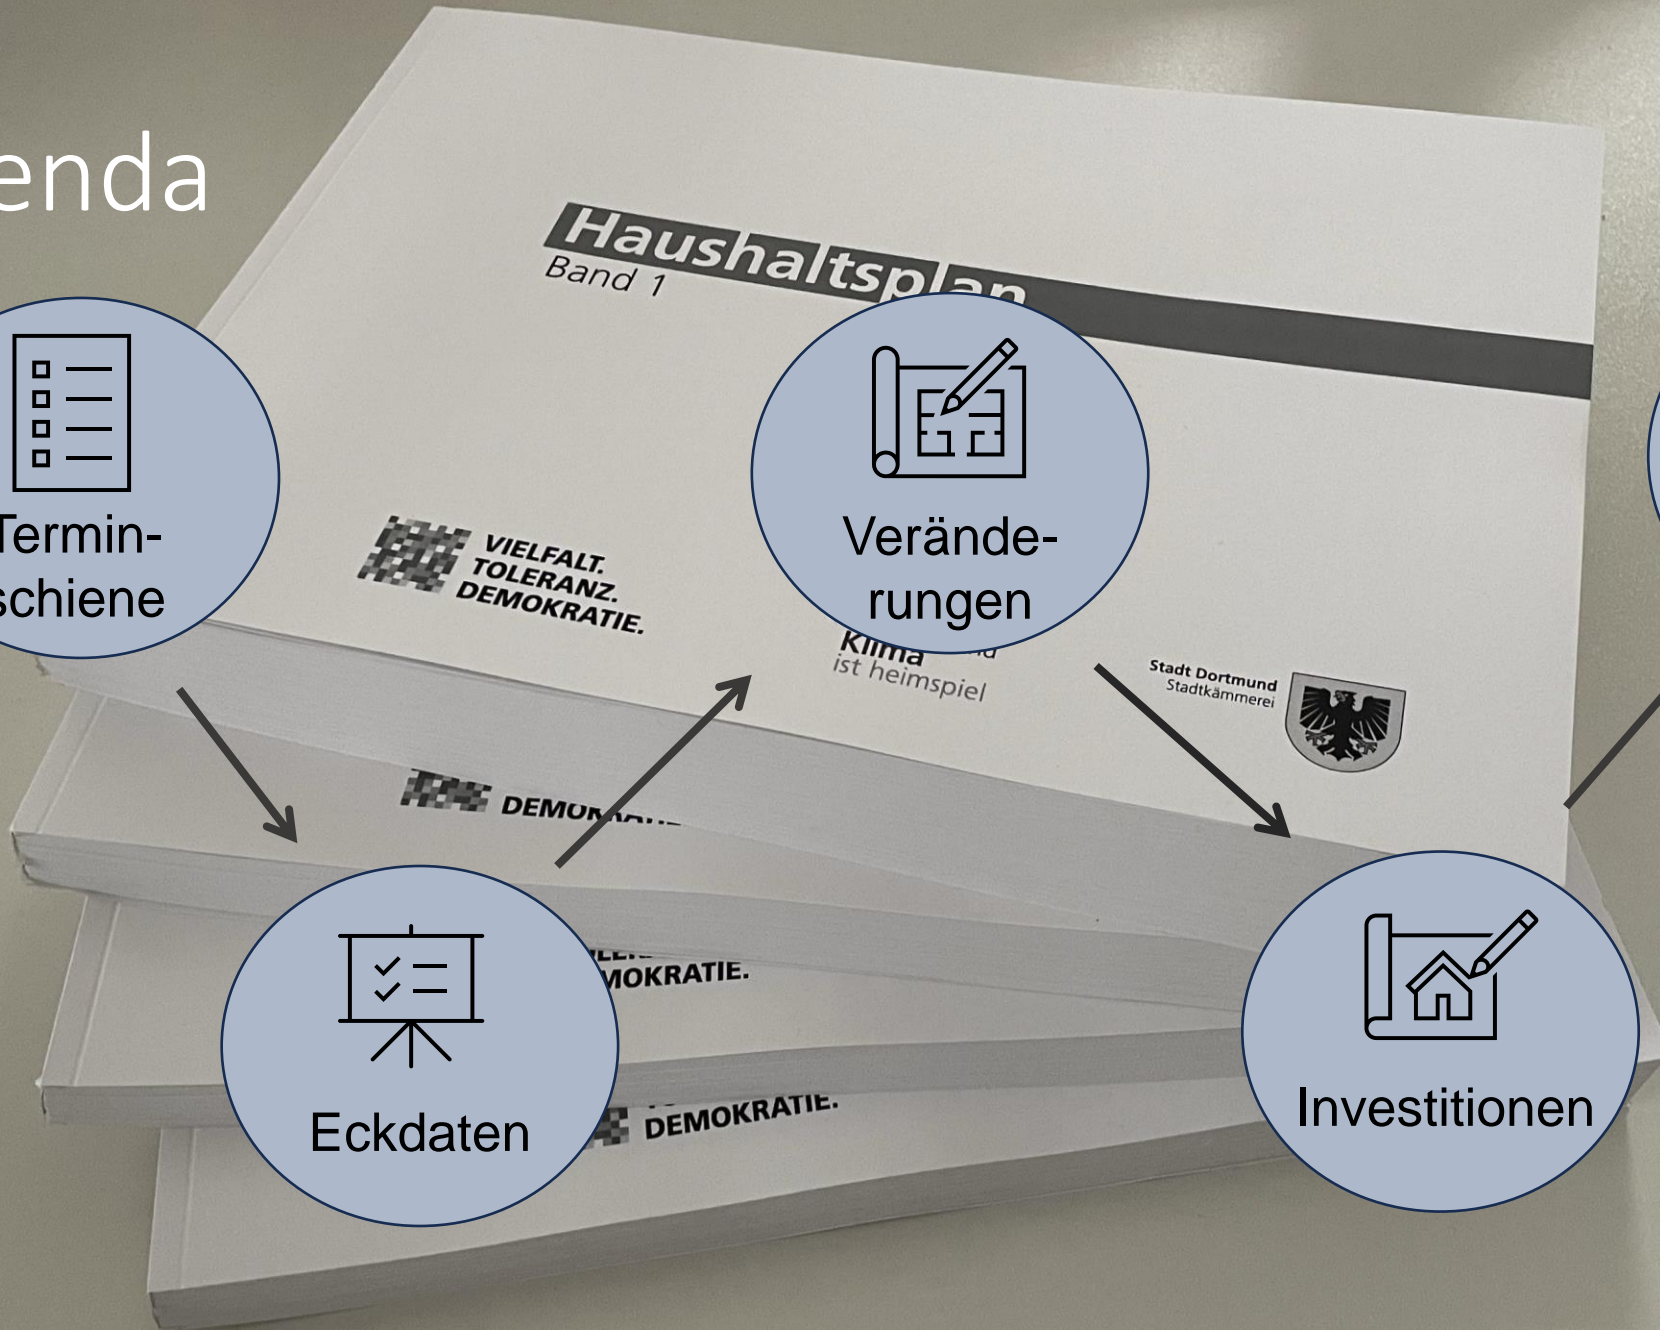 enda
Haushaltsplan
Band 1
Termin-
schiene
Verände-
rungen
VIELFALT.
TOLERANZ.
DEMOKRATIE.
Klima
ist heimspiel
Stadt Dortmund
Stadtkämmerei
MOKRATIE.
DEMOKRATIE.
Eckdaten
Investitionen